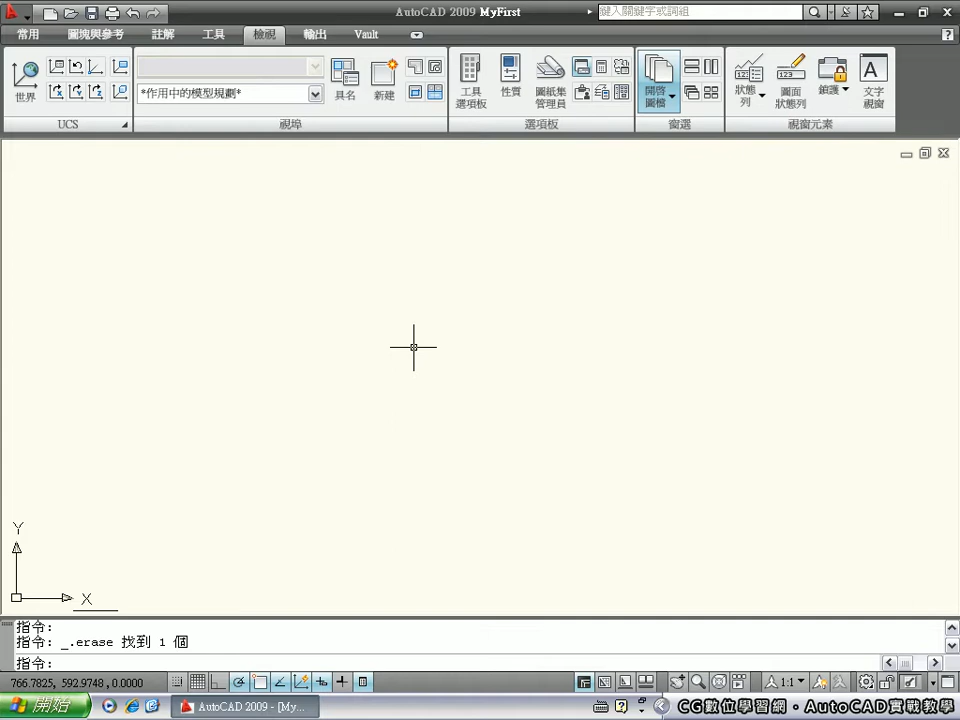 AutoCAD 2009 MyFirst
鍵入關鍵字或詞組
常用 圖塊與參考 註解 工具 檢視 輸出 Vault
*作用中的模型規劃*
世界 具名 新建 工具選項板 性質 圖紙集管理員 開啓圖檔 狀態列 圖面狀態列 鎖護 文字視窗
UCS 視埠 選項板 窗選 視窗元素
Y
X
指令:
指令: _.erase 找到 1 個
指令:
766.7825, 592.9748, 0.0000
1:1
開始 AutoCAD 2009 - [My... CG數位學習網・AutoCAD實戰教學